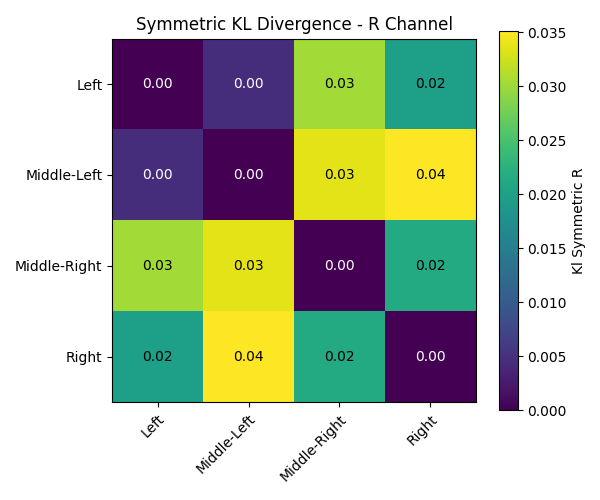 Symmetric KL Divergence - R Channel
Left 0.00 0.00 0.03 0.02
Middle-Left 0.00 0.00 0.03 0.04
Middle-Right 0.03 0.03 0.00 0.02
Right 0.02 0.04 0.02 0.00
Left Middle-Left Middle-Right Right
0.035
0.030
0.025
0.020
0.015
0.010
0.005
0.000
Kl Symmetric R